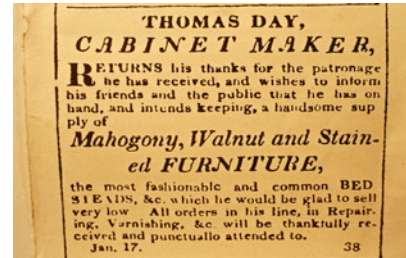 THOMAS DAY,
CABINET MAKER,
RETURNS his thanks for the patronage
he has received, and wishes to inform
his friends and the public that he has on
hand, and intends keeping, a handsome sup
ply of
Mahogony, Walnut and Stain-
ed FURNITURE,
the most fashionable and common BED
STEADS, &c. which he would be glad to sell
very low All orders in his line, in Repair-
ing, Varnishing, &c. will be thankfully re-
ceived and punctuallo attended to.
Jan. 17. 38